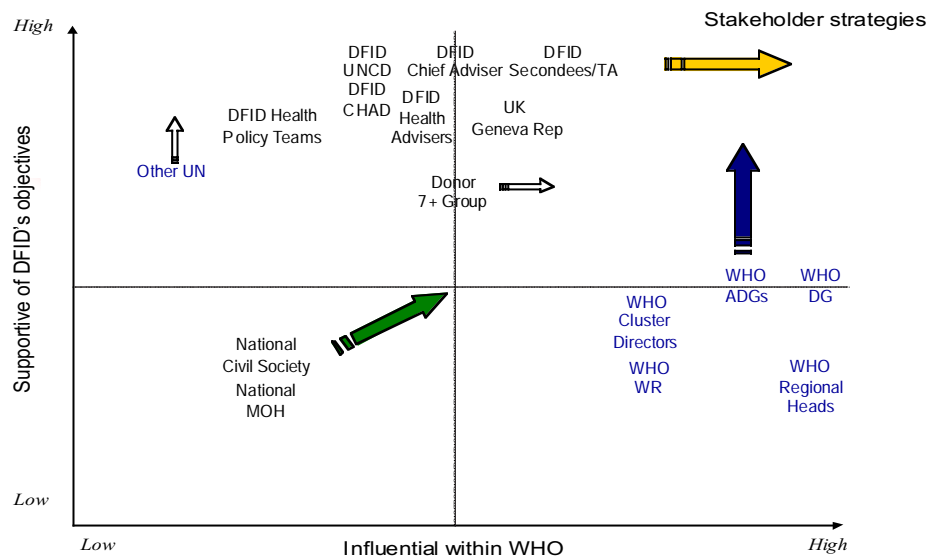 Stakeholder strategies
High
DFID
UNCD
DFID
CHAD
DFID
Chief Adviser
DFID
Secondees/TA
DFID
Health
Advisers
DFID Health
Policy Teams
UK
Geneva Rep
Other UN
Donor
7+ Group
Supportive of DFID's objectives
WHO
ADGs
WHO
DG
WHO
Cluster
Directors
WHO
WR
WHO
Regional
Heads
National
Civil Society
National
MOH
Low
Low
Influential within WHO
High